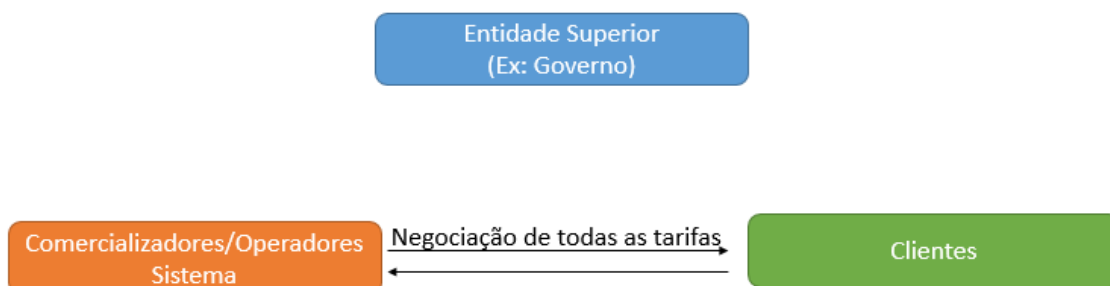 Entidade Superior
(Ex: Governo)
Comercializadores/Operadores
Sistema
Negociação de todas as tarifas
Clientes